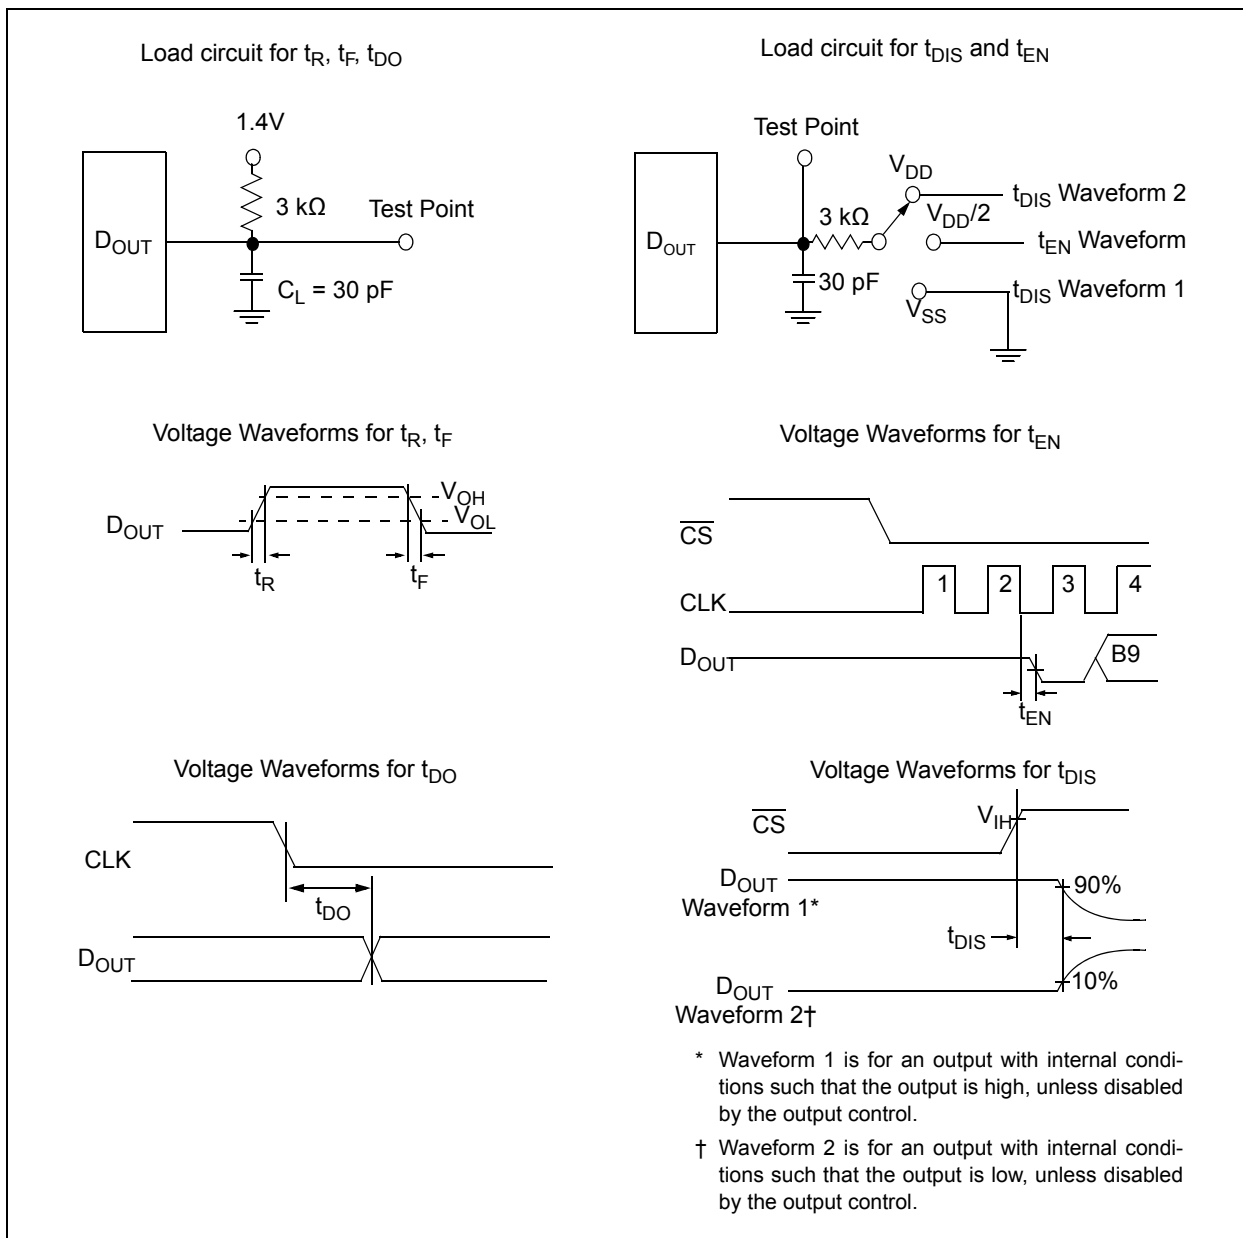 Load circuit for tR, tF, tDO
1.4V
3 kΩ
Test Point
DOUT
CL = 30 pF
Load circuit for tDIS and tEN
Test Point
VDD
tDIS Waveform 2
3 kΩ
VDD/2
DOUT
tEN Waveform
30 pF
tDIS Waveform 1
VSS
Voltage Waveforms for tR, tF
VOH
DOUT
VOL
tR
tF
Voltage Waveforms for tEN
CS
1 2 3 4
CLK
DOUT
B9
tEN
Voltage Waveforms for tDO
CLK
tDO
DOUT
Voltage Waveforms for tDIS
VIH
CS
DOUT
Waveform 1*
90%
tDIS
DOUT
Waveform 2†
10%
* Waveform 1 is for an output with internal condi-
tions such that the output is high, unless disabled
by the output control.
† Waveform 2 is for an output with internal condi-
tions such that the output is low, unless disabled
by the output control.